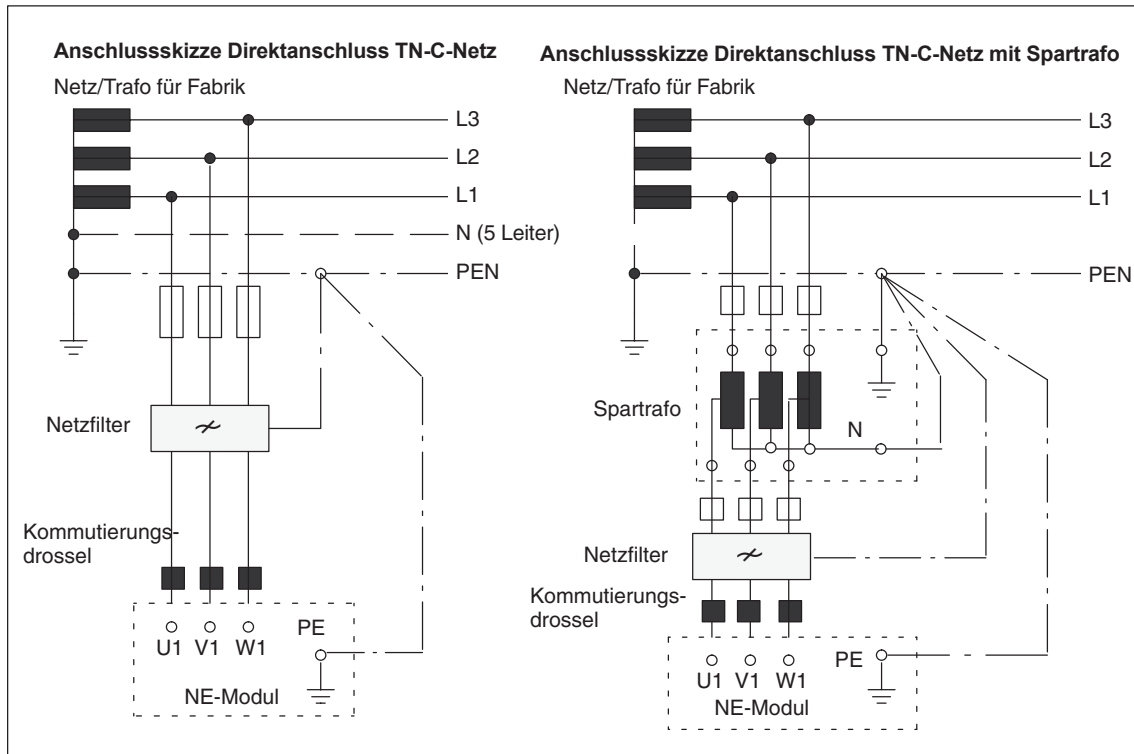 Anschlussskizze Direktanschluss TN-C-Netz
Netz/Trafo für Fabrik
L3
L2
L1
N (5 Leiter)
PEN
Netzfilter
Kommutierungs-
drossel
U1 V1 W1
PE
NE-Modul
Anschlussskizze Direktanschluss TN-C-Netz mit Spartrafo
Netz/Trafo für Fabrik
L3
L2
L1
PEN
Spartrafo
N
Netzfilter
Kommutierungs-
drossel
U1 V1 W1
PE
NE-Modul